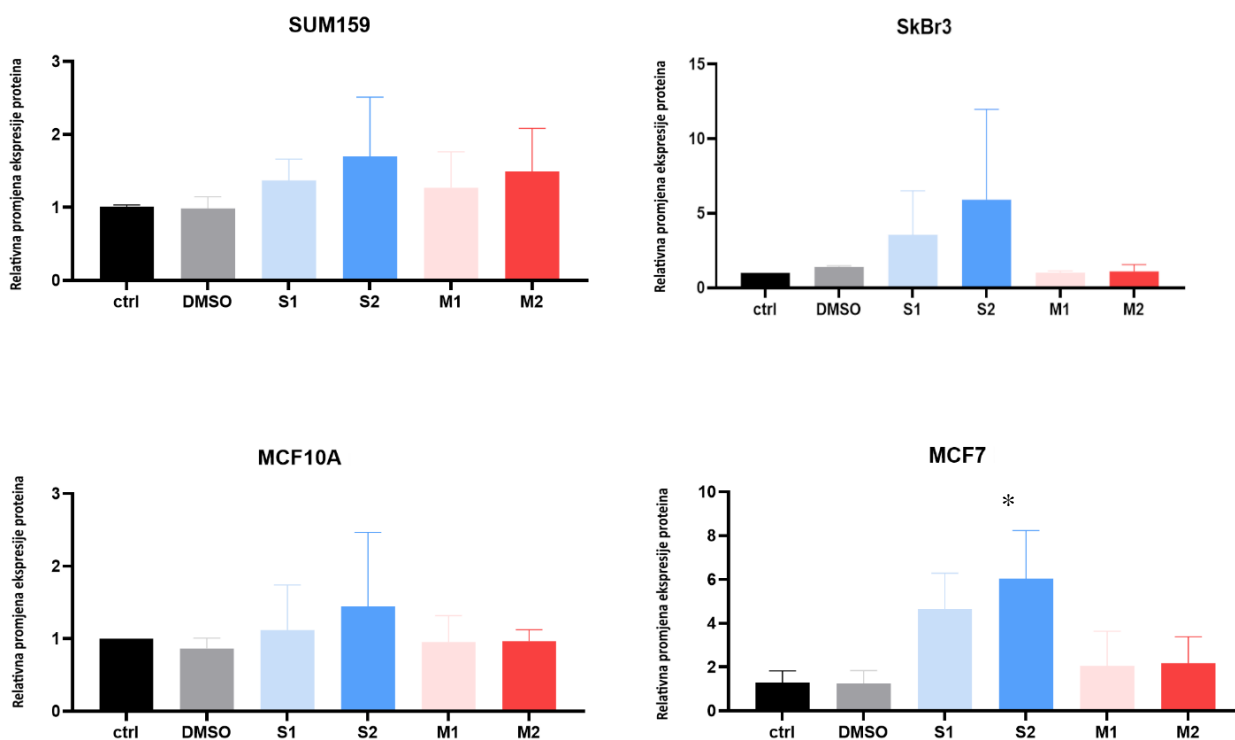 SUM159
Relativna promjena ekspresije proteina
3
2
1
0
ctrl DMSO S1 S2 M1 M2
SkBr3
Relativna promjena ekspresije proteina
15
10
5
0
ctrl DMSO S1 S2 M1 M2
MCF10A
Relativna promjena ekspresije proteina
3
2
1
0
ctrl DMSO S1 S2 M1 M2
MCF7
Relativna promjena ekspresije proteina
*
10
8
6
4
2
0
ctrl DMSO S1 S2 M1 M2